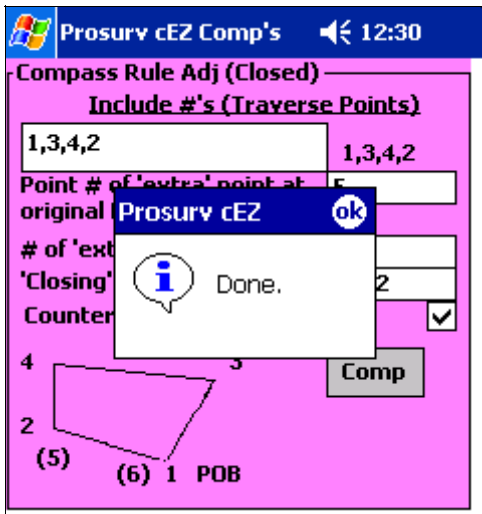 Prosurv cEZ Comp's 12:30
Compass Rule Adj (Closed)
Include #'s (Traverse Points)
1,3,4,2 1,3,4,2
Point # of 'extra' point at
original
Prosurv cEZ ok
# of 'ext
'Closing' 2
Done.
Counter
4 3 Comp
2
(5)
(6) 1 POB